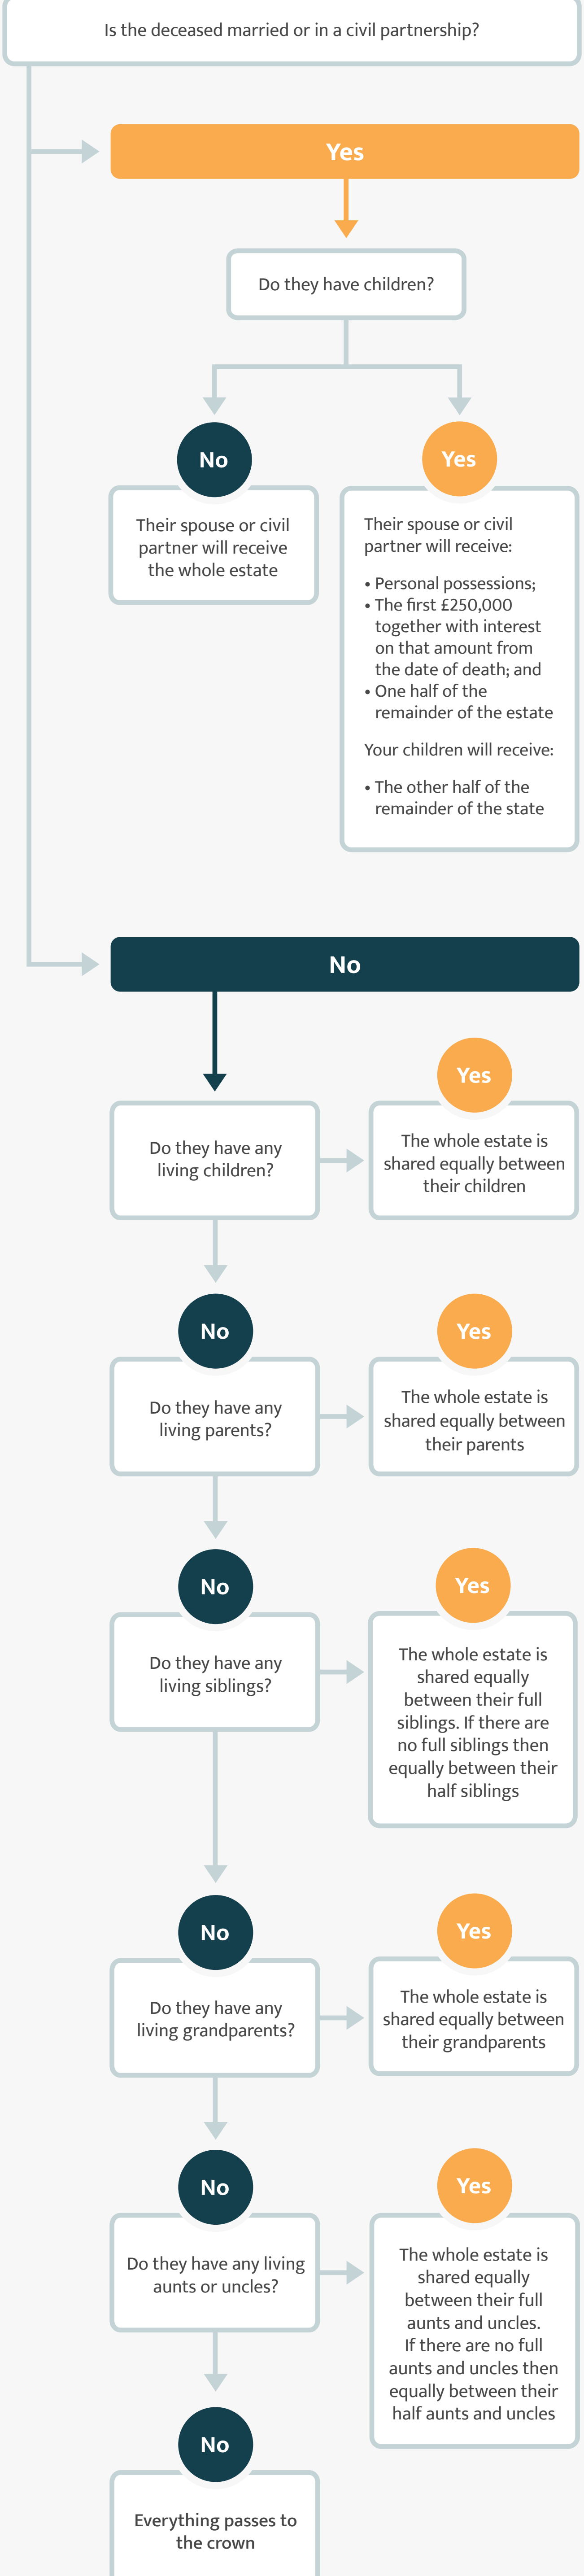 Is the deceased married or in a civil partnership?
Yes
Do they have children?
No
Their spouse or civil
partner will receive
the whole estate
Yes
Their spouse or civil
partner will receive:
• Personal possessions;
• The first £250,000
together with interest
on that amount from
the date of death; and
• One half of the
remainder of the estate
Your children will receive:
• The other half of the
remainder of the state
No
Do they have any
living children?
Yes
The whole estate is
shared equally between
their children
No
Do they have any
living parents?
Yes
The whole estate is
shared equally between
their parents
No
Do they have any
living siblings?
Yes
The whole estate is
shared equally
between their full
siblings. If there are
no full siblings then
equally between their
half siblings
No
Do they have any
living grandparents?
Yes
The whole estate is
shared equally between
their grandparents
No
Do they have any living
aunts or uncles?
Yes
The whole estate is
shared equally
between their full
aunts and uncles.
If there are no full
aunts and uncles then
equally between their
half aunts and uncles
No
Everything passes to
the crown